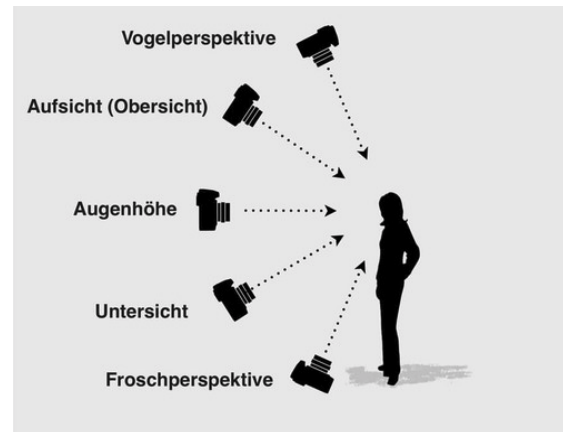 Vogelperspektive
Aufsicht (Obersicht)
Augenhöhe
Untersicht
Froschperspektive